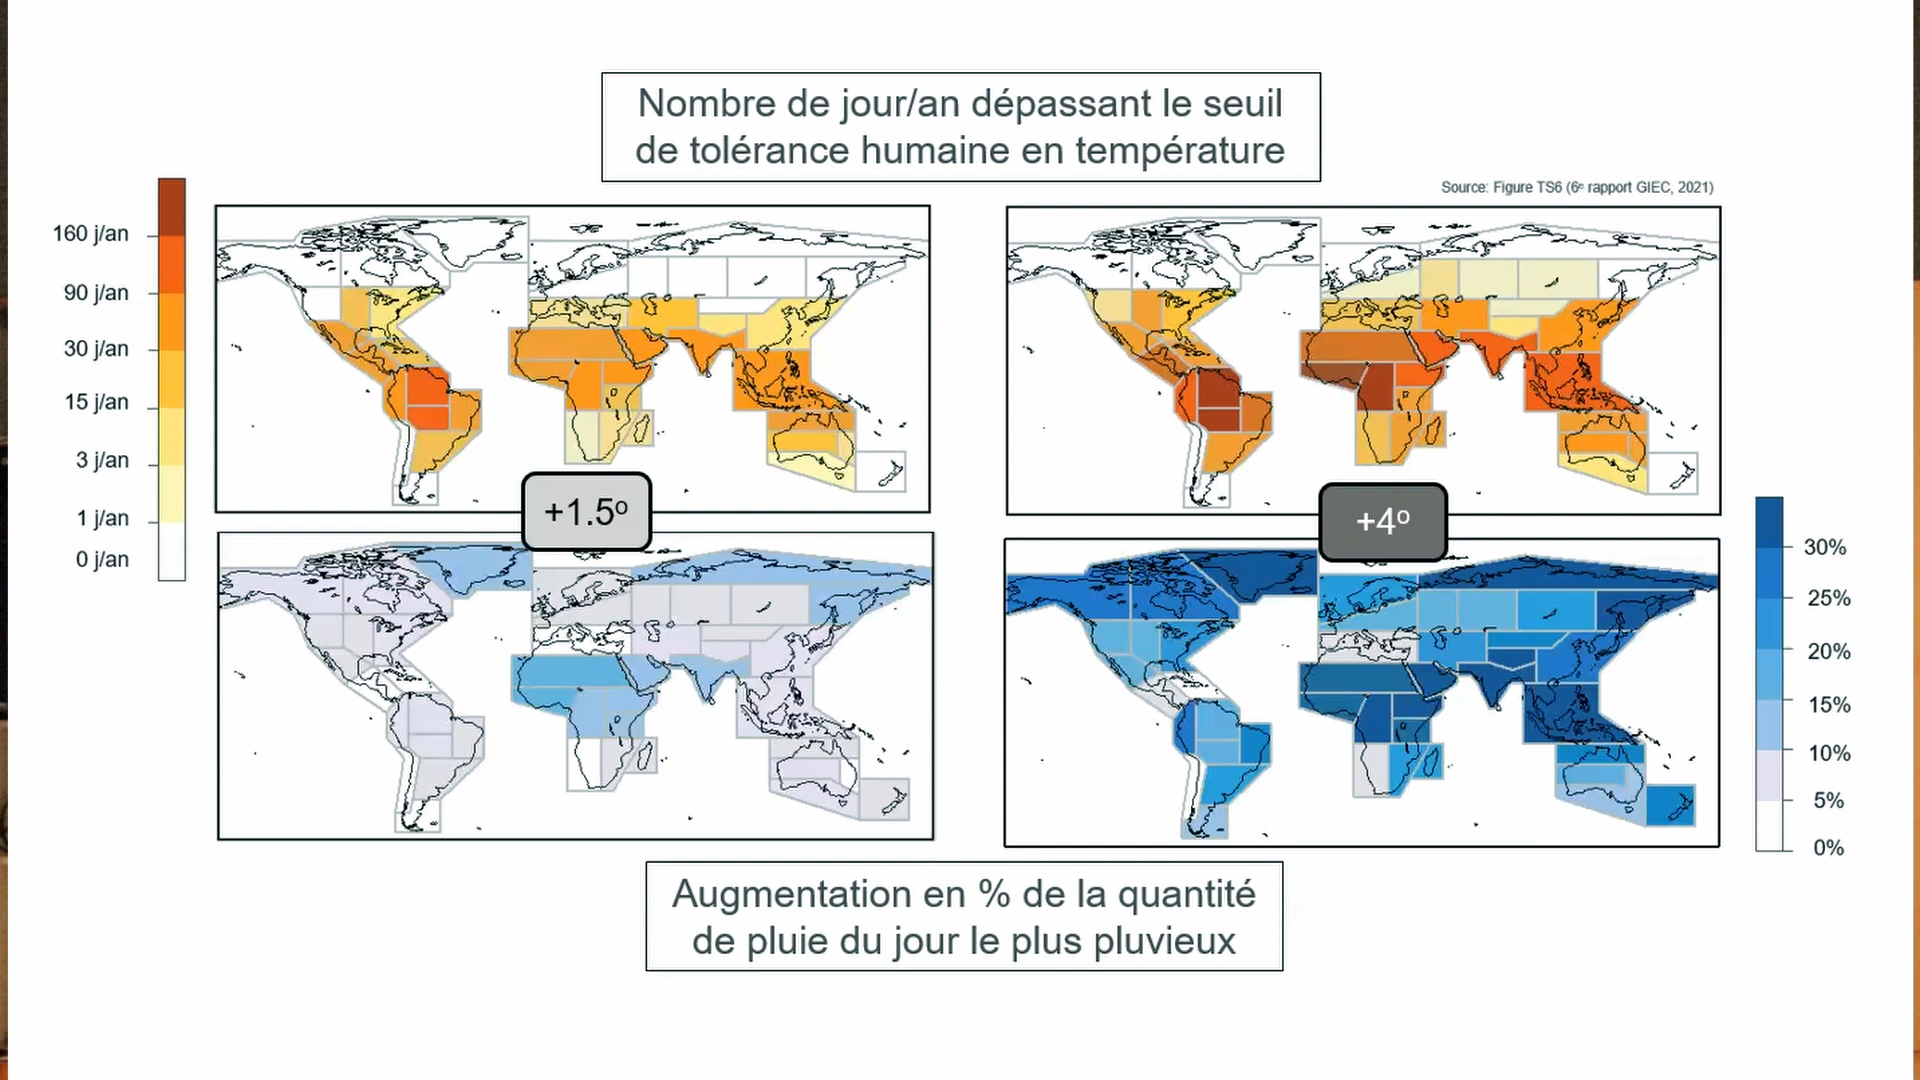 Nombre de jour/an dépassant le seuil
de tolérance humaine en température
Source: Figure TS6 (6e rapport GIEC, 2021)
160 j/an
90 j/an
30 j/an
15 j/an
3 j/an
1 j/an
0 j/an
+1.5º
+4º
30%
25%
20%
15%
10%
5%
0%
Augmentation en % de la quantité
de pluie du jour le plus pluvieux